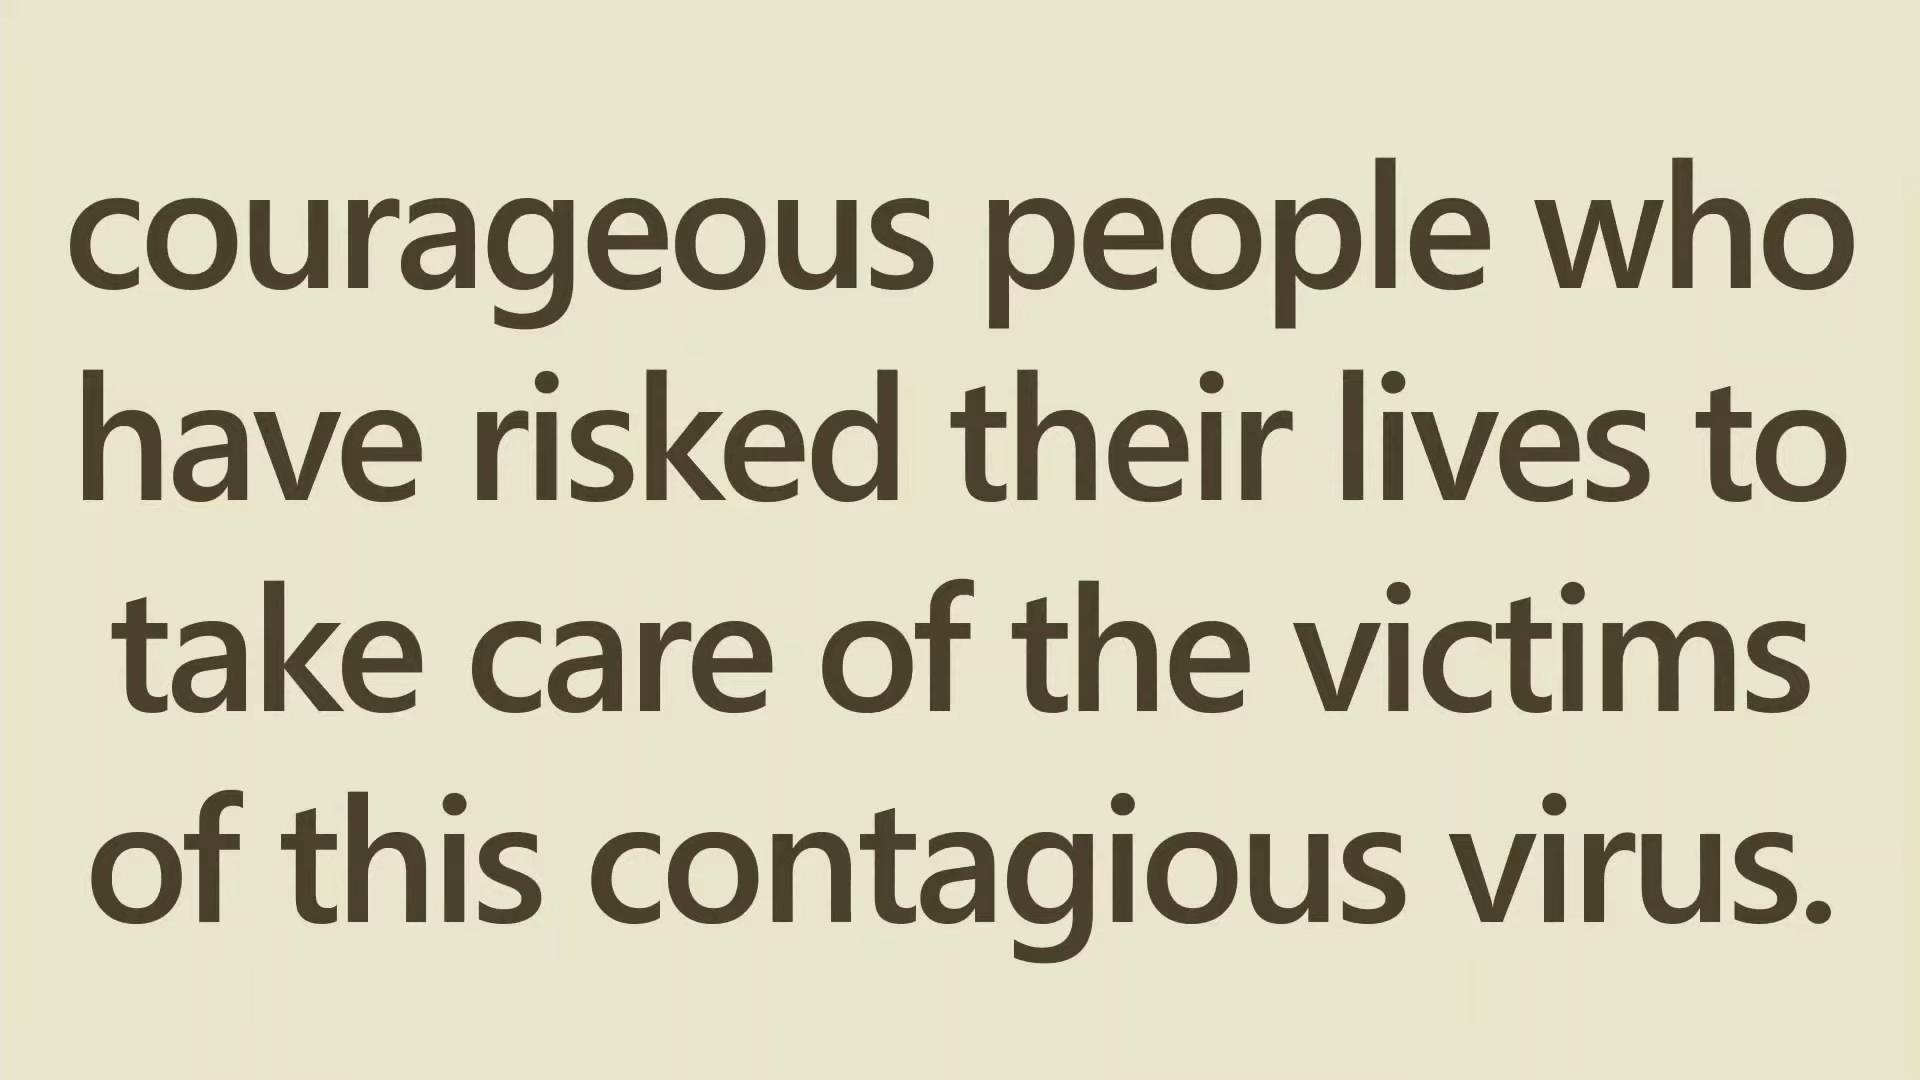 courageous people who
have risked their lives to
take care of the victims
of this contagious virus.